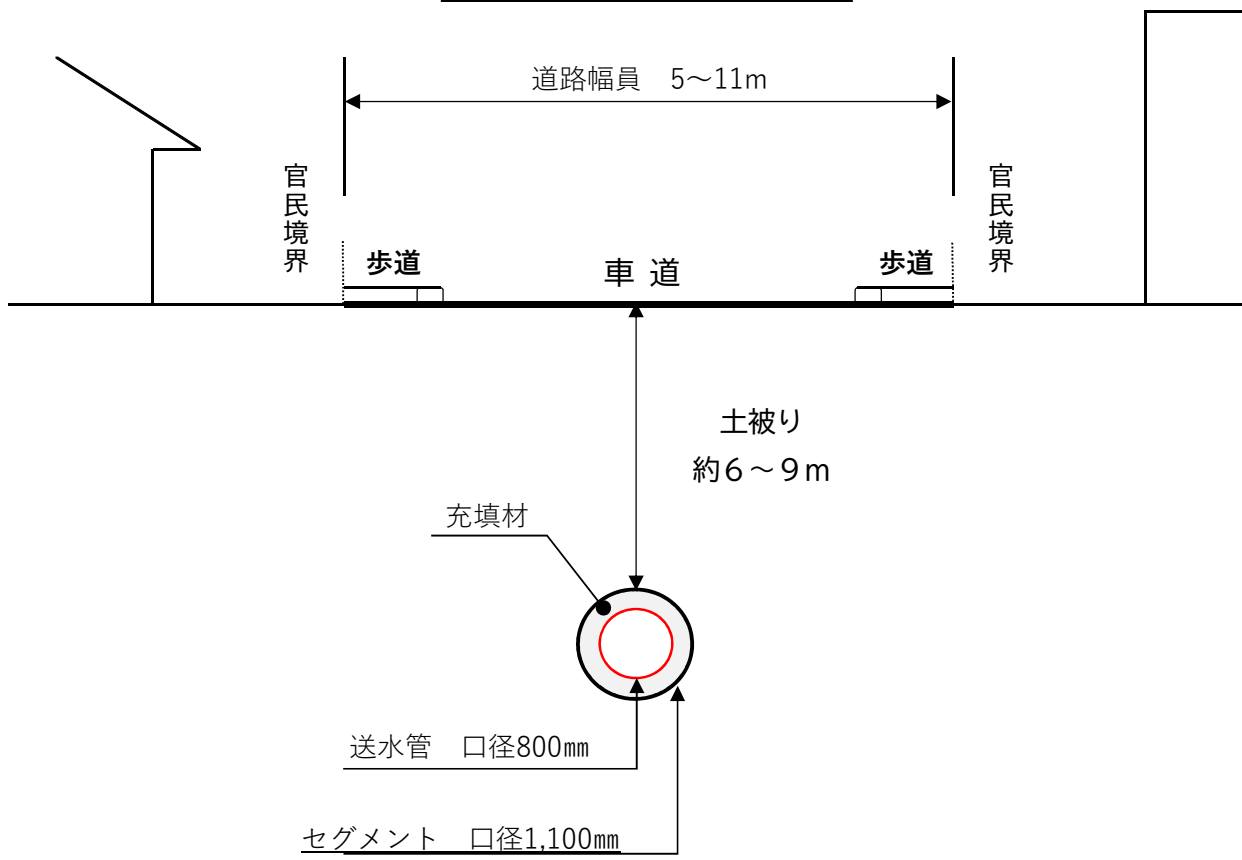 道路幅員　5～11m
官民境界
官民境界
歩道
車 道
歩道
土被り
約6～9m
充填材
送水管　口径800㎜
セグメント　口径1,100㎜